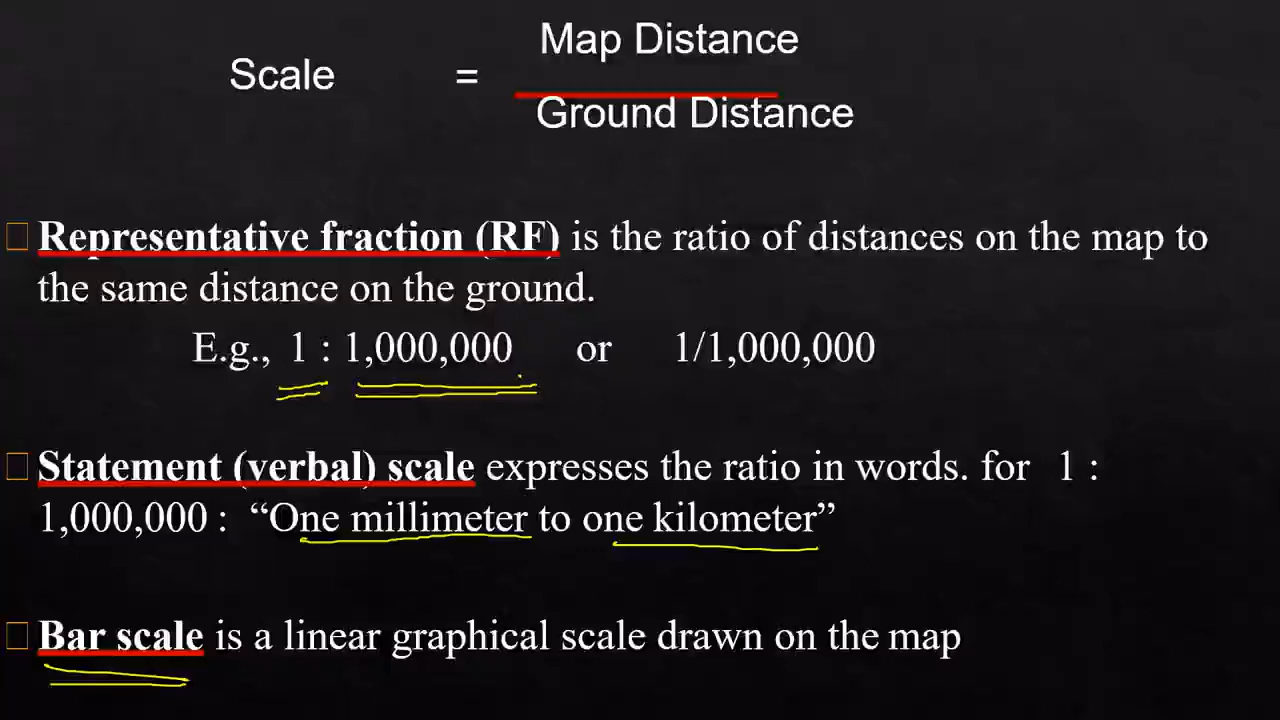 Map Distance
Scale =
Ground Distance
Representative fraction (RF) is the ratio of distances on the map to
the same distance on the ground.
E.g., 1 : 1,000,000 or 1/1,000,000
Statement (verbal) scale expresses the ratio in words. for 1 :
1,000,000 : “One millimeter to one kilometer”
Bar scale is a linear graphical scale drawn on the map